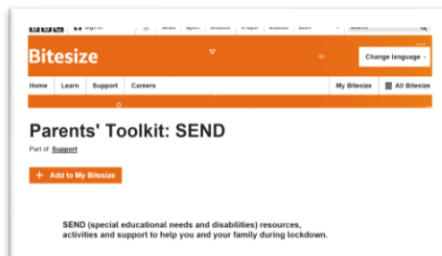 BBC
Bitesize
Change language
Home Learn Support Careers My Bitesize All Bitesize
Parents' Toolkit: SEND
Part of Support
+ Add to My Bitesize
SEND (special educational needs and disabilities) resources,
activities and support to help you and your family during lockdown.